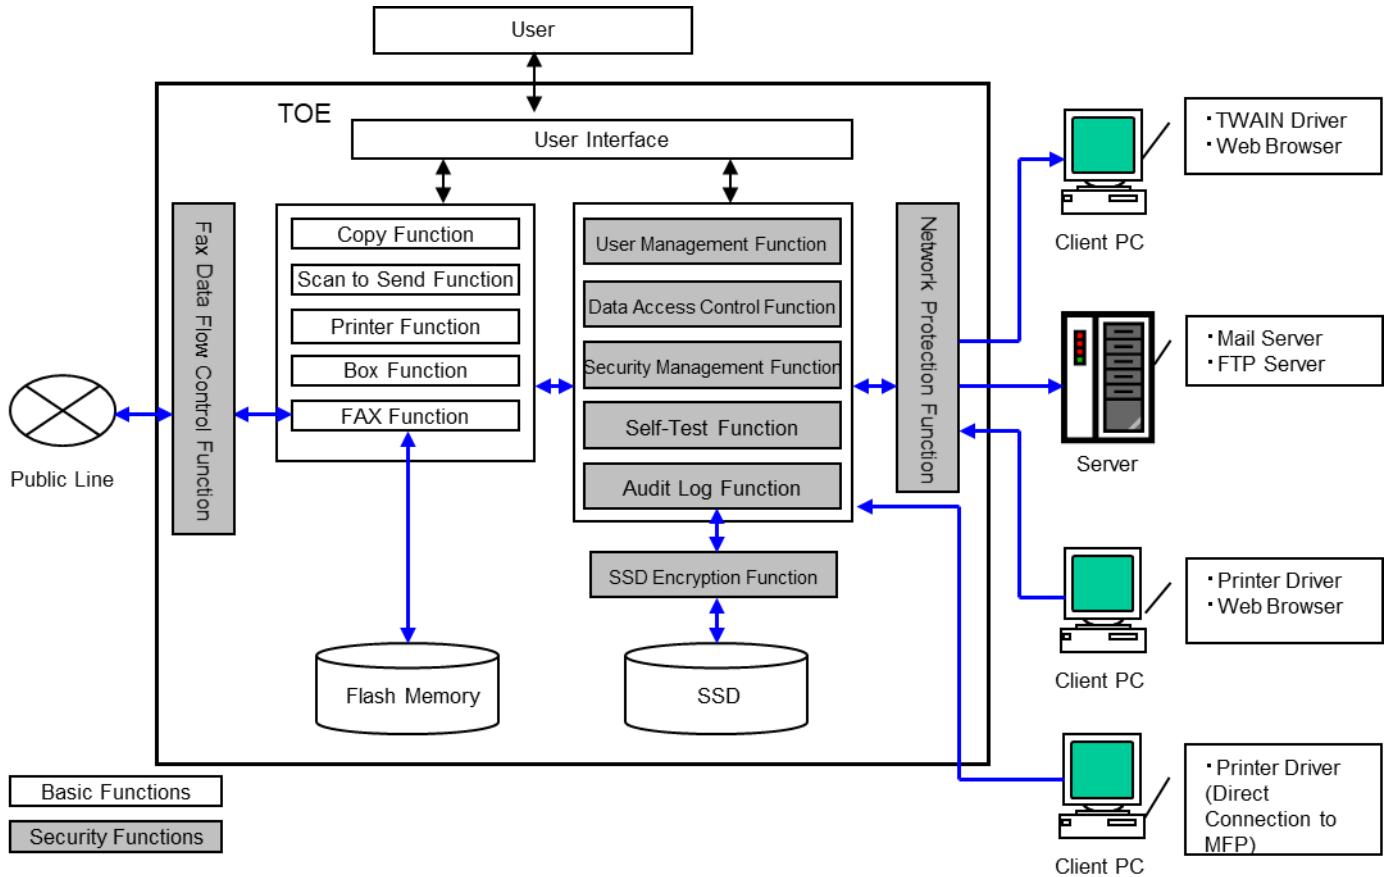 User
TOE
User Interface
Fax Data Flow Control Function
Copy Function
Scan to Send Function
Printer Function
Box Function
FAX Function
User Management Function
Data Access Control Function
Security Management Function
Self-Test Function
Audit Log Function
SSD Encryption Function
Network Protection Function
Flash Memory
SSD
Public Line
・TWAIN Driver
・Web Browser
Client PC
・Mail Server
・FTP Server
Server
・Printer Driver
・Web Browser
Client PC
・Printer Driver
(Direct
Connection to
MFP)
Client PC
Basic Functions
Security Functions